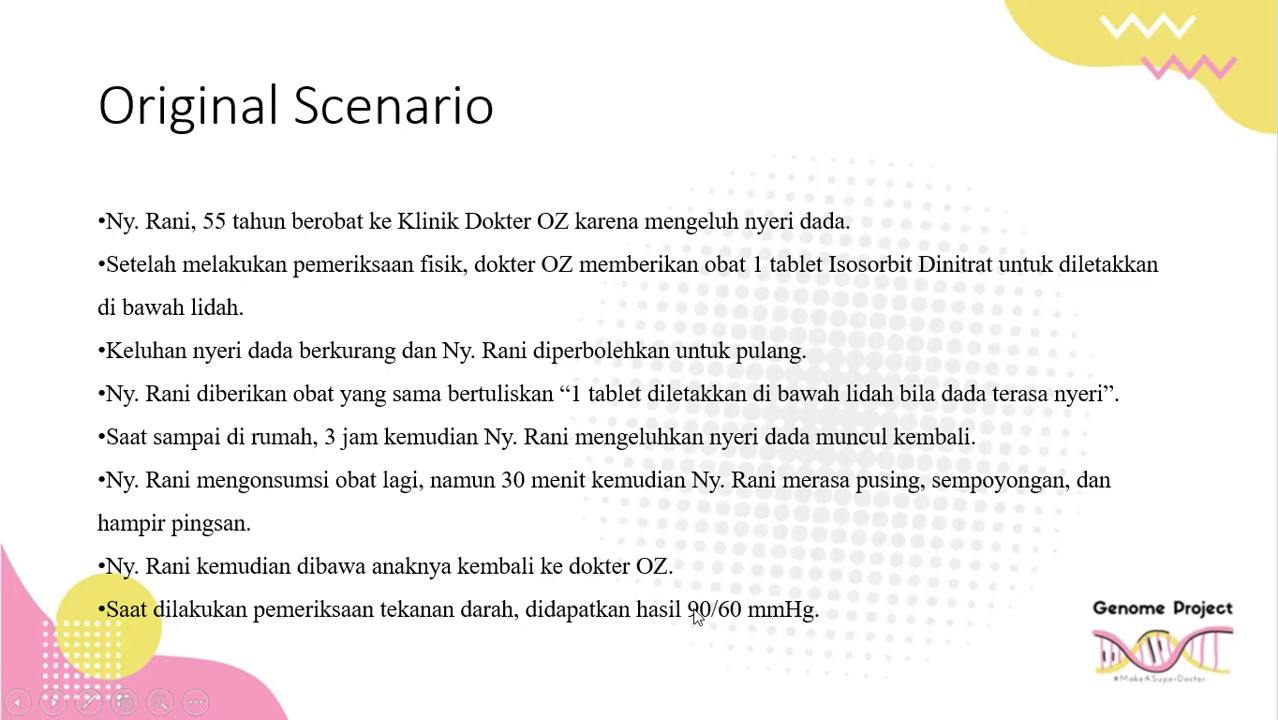 Original Scenario
•Ny. Rani, 55 tahun berobat ke Klinik Dokter OZ karena mengeluh nyeri dada.
•Setelah melakukan pemeriksaan fisik, dokter OZ memberikan obat 1 tablet Isosorbit Dinitrat untuk diletakkan
di bawah lidah.
•Keluhan nyeri dada berkurang dan Ny. Rani diperbolehkan untuk pulang.
•Ny. Rani diberikan obat yang sama bertuliskan “1 tablet diletakkan di bawah lidah bila dada terasa nyeri”.
•Saat sampai di rumah, 3 jam kemudian Ny. Rani mengeluhkan nyeri dada muncul kembali.
•Ny. Rani mengonsumsi obat lagi, namun 30 menit kemudian Ny. Rani merasa pusing, sempoyongan, dan
hampir pingsan.
•Ny. Rani kemudian dibawa anaknya kembali ke dokter OZ.
•Saat dilakukan pemeriksaan tekanan darah, didapatkan hasil 90/60 mmHg.
Genome Project
#MakeASuperDoctor